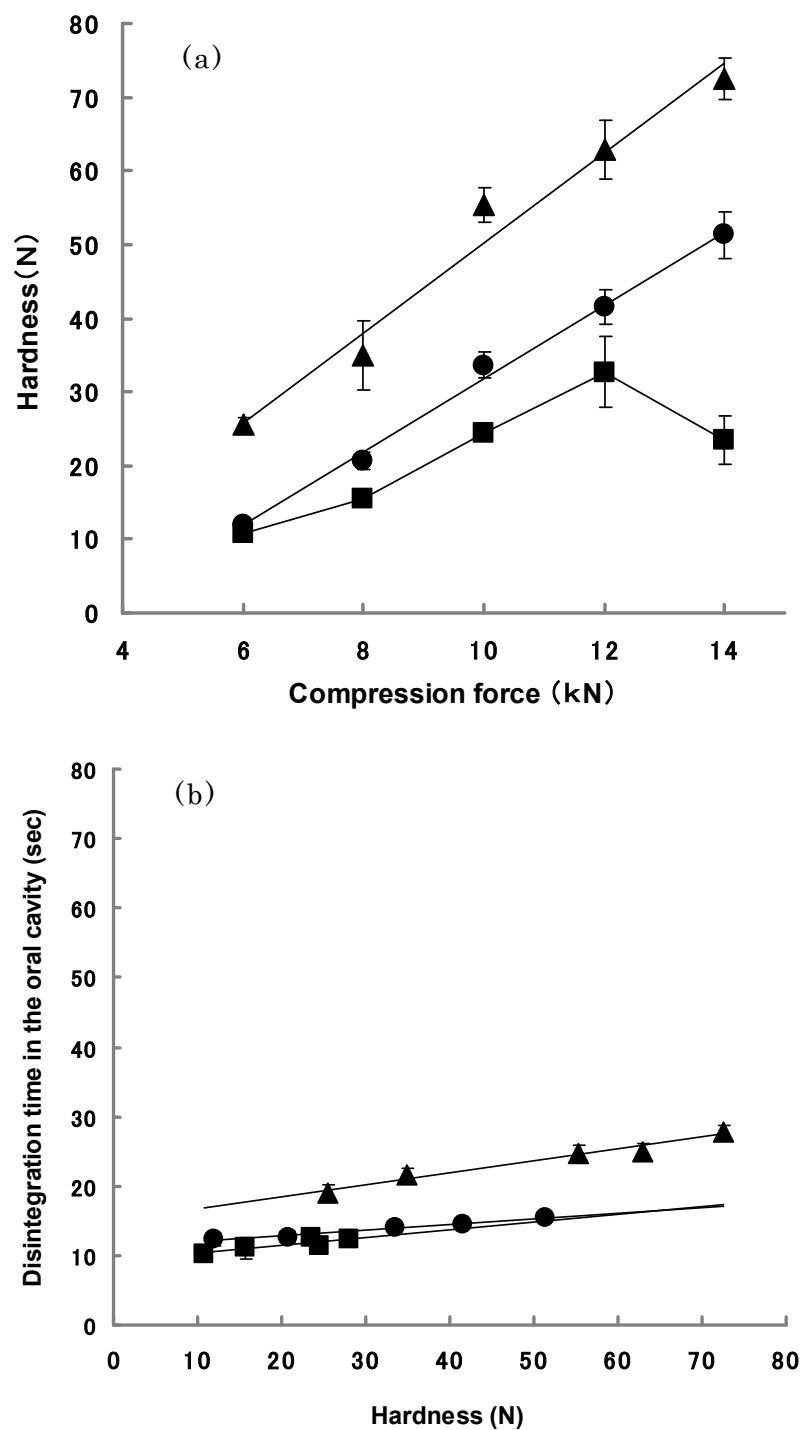 (a)
80
70
60
50
40
30
20
10
0
Hardness(N)
4 6 8 10 12 14
Compression force (kN)
(b)
80
70
60
50
40
30
20
10
0
Disintegration time in the oral cavity (sec)
0 10 20 30 40 50 60 70 80
Hardness (N)